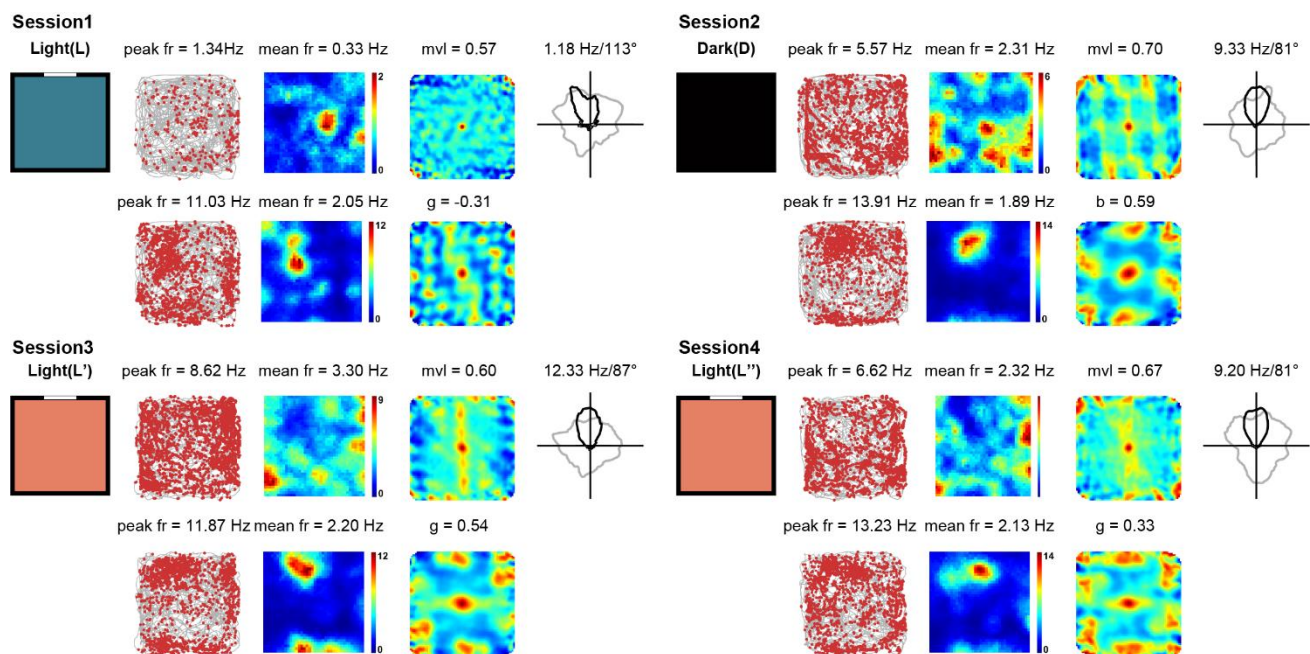 Session1
Light(L) peak fr = 1.34Hz mean fr = 0.33 Hz mvl = 0.57 1.18 Hz/113°
2
0
peak fr = 11.03 Hz mean fr = 2.05 Hz g = -0.31
12
0
Session2
Dark(D) peak fr = 5.57 Hz mean fr = 2.31 Hz mvl = 0.70 9.33 Hz/81°
6
0
peak fr = 13.91 Hz mean fr = 1.89 Hz b = 0.59
14
0
Session3
Light(L') peak fr = 8.62 Hz mean fr = 3.30 Hz mvl = 0.60 12.33 Hz/87°
9
0
peak fr = 11.87 Hz mean fr = 2.20 Hz g = 0.54
12
0
Session4
Light(L'') peak fr = 6.62 Hz mean fr = 2.32 Hz mvl = 0.67 9.20 Hz/81°
peak fr = 13.23 Hz mean fr = 2.13 Hz g = 0.33
14
0